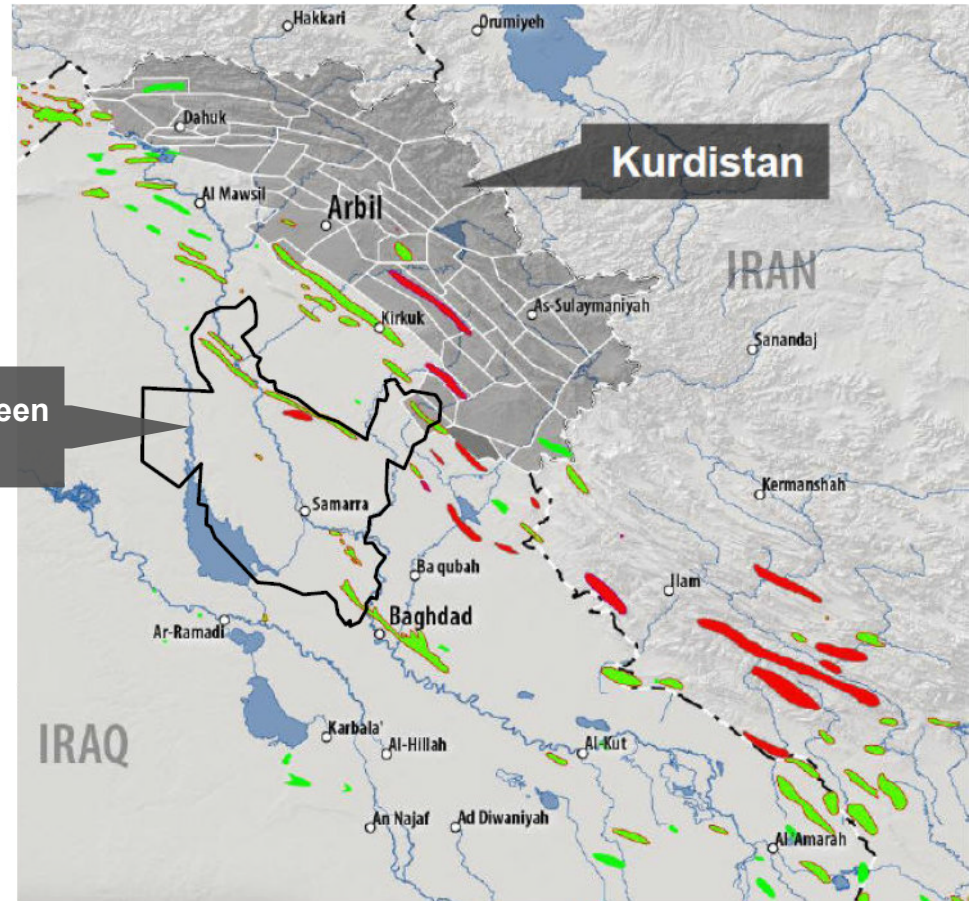 Hakkari
Orumiyeh
Dahuk
Kurdistan
Al Mawsil
Arbil
IRAN
As-Sulaymaniyah
Kirkuk
Sanandaj
een
Kermanshah
Samarra
Baqubah
Ilam
Baghdad
Ar-Ramadi
IRAQ
Karbala'
Al-Hillah
Al-Kut
An Najaf
Ad Diwaniyah
Al 'Amarah